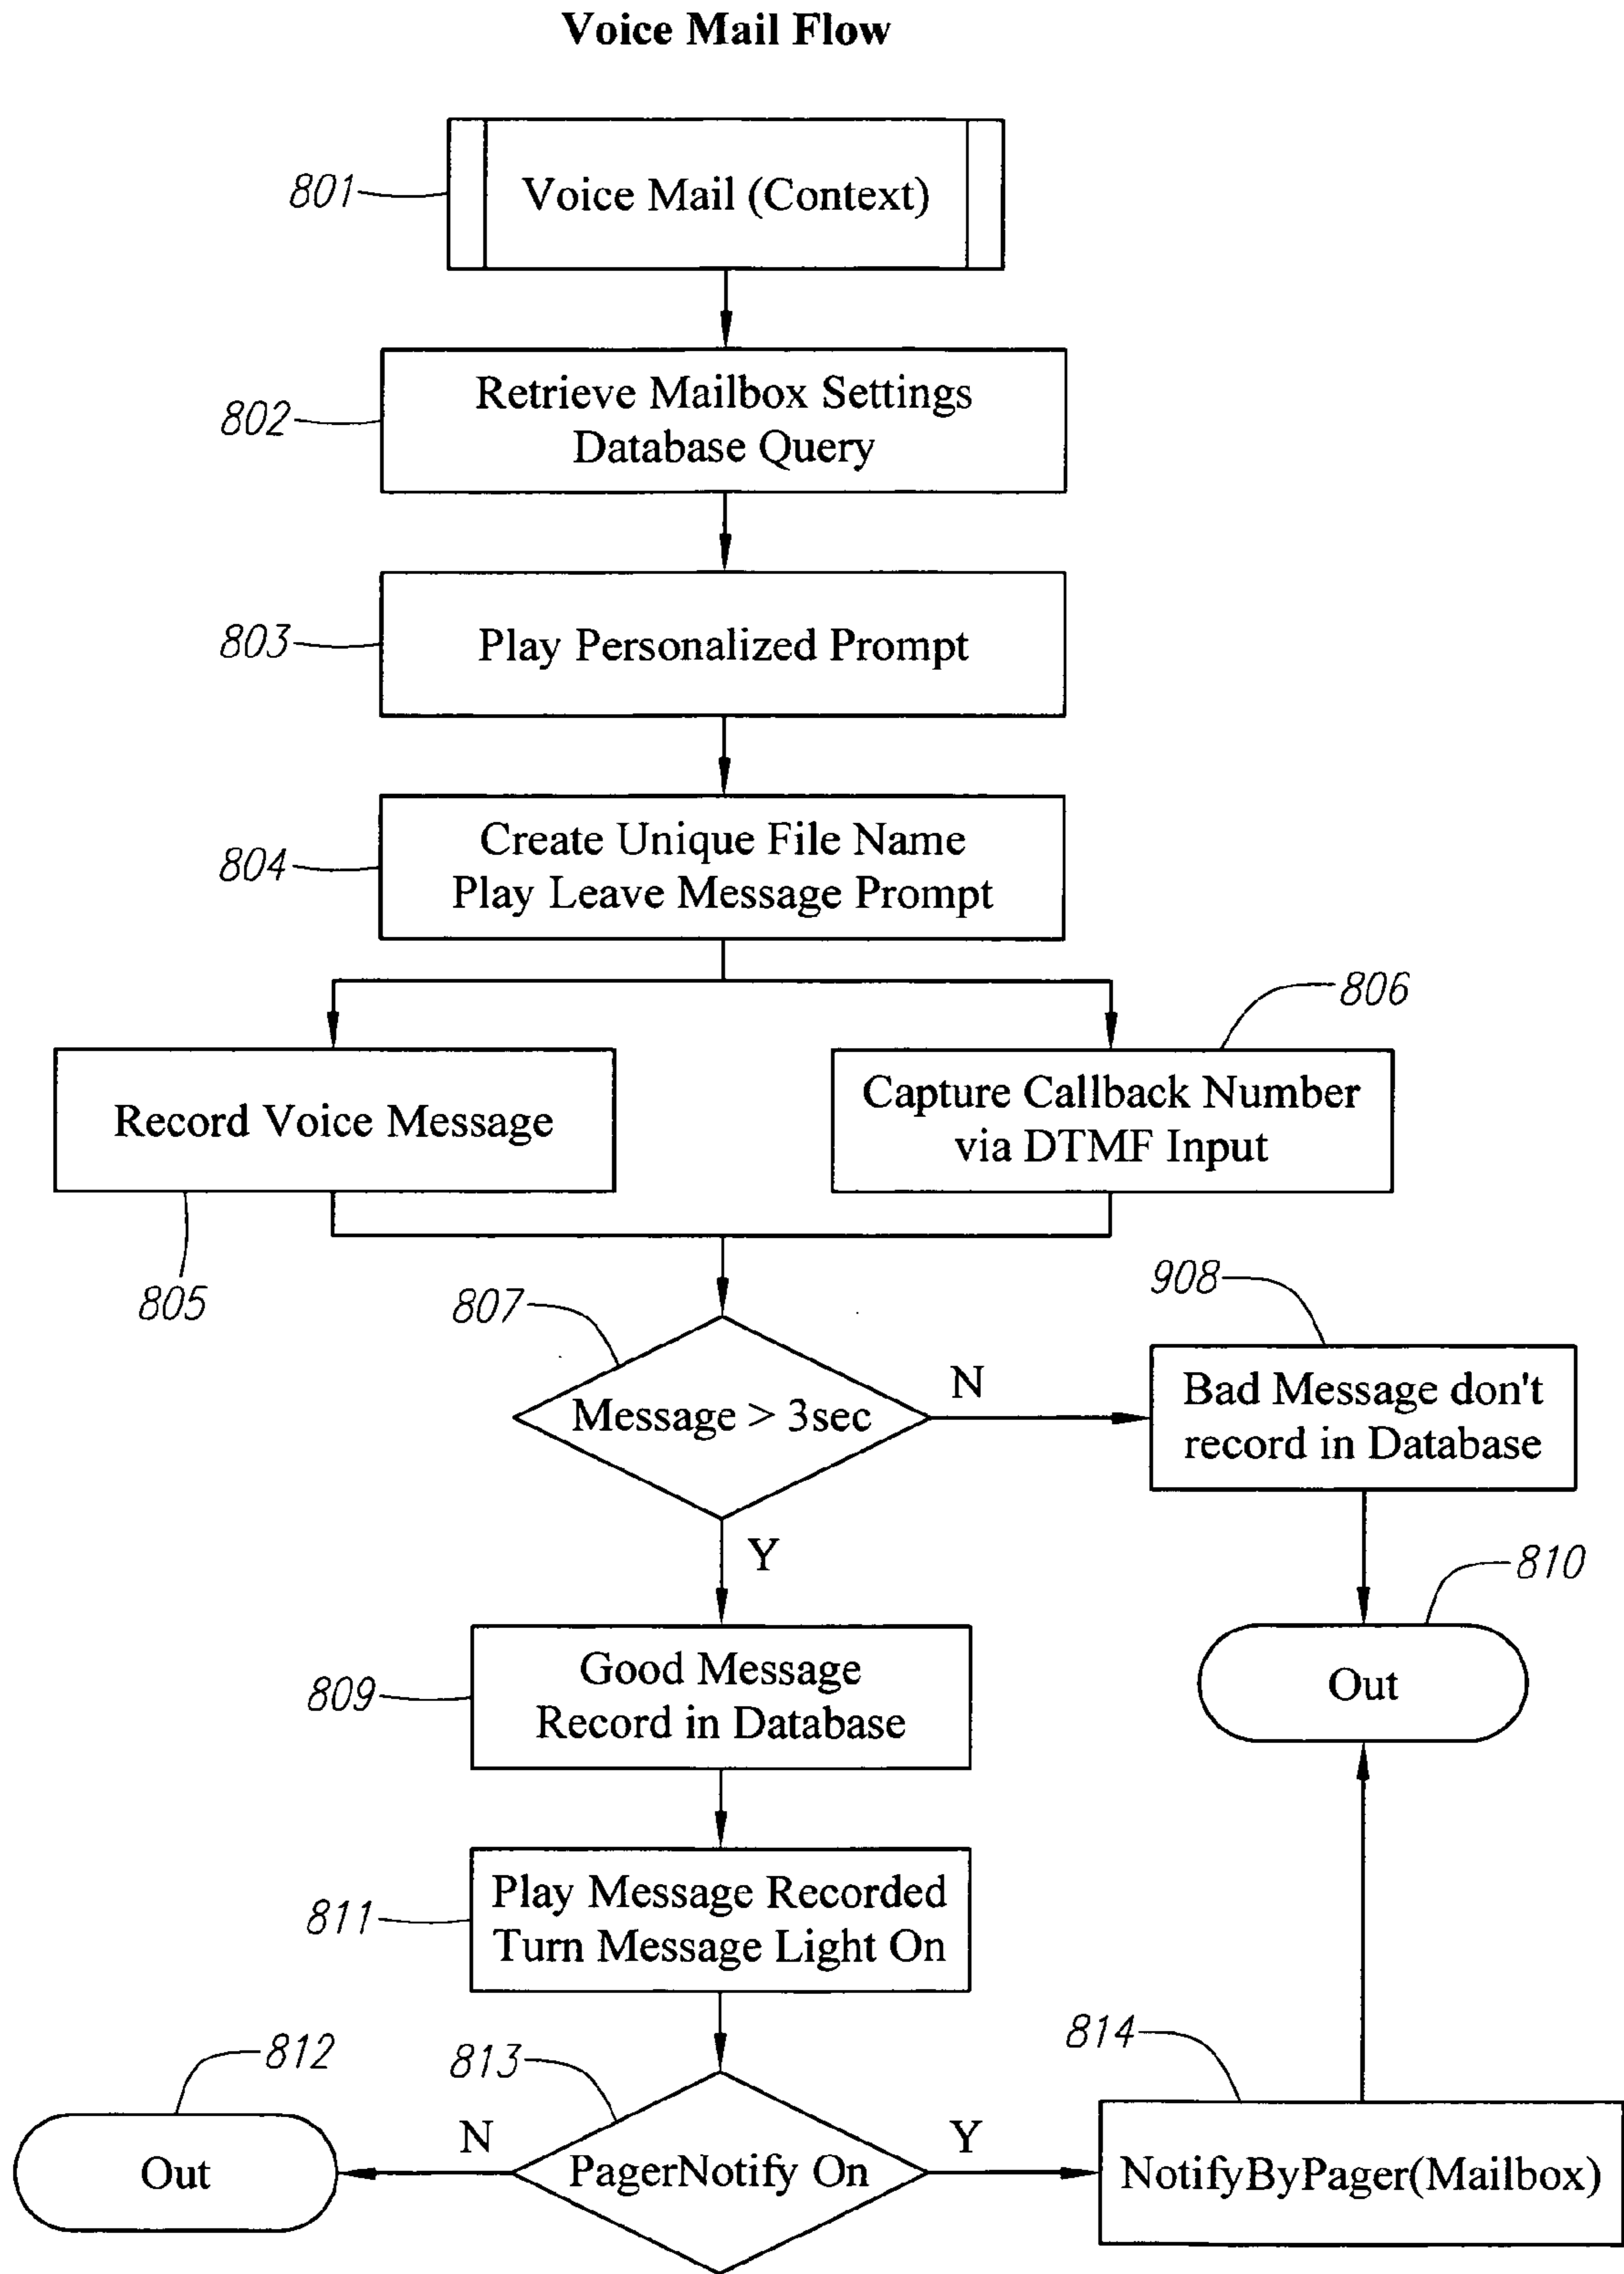 Voice Mail Flow
801
Voice Mail (Context)
802
Retrieve Mailbox Settings
Database Query
803
Play Personalized Prompt
804
Create Unique File Name
Play Leave Message Prompt
806
Record Voice Message
Capture Callback Number
via DTMF Input
805
807
908
Message > 3sec
N
Bad Message don't
record in Database
Y
810
809
Good Message
Record in Database
Out
811
Play Message Recorded
Turn Message Light On
812
813
814
Out
N
PagerNotify On
Y
NotifyByPager(Mailbox)